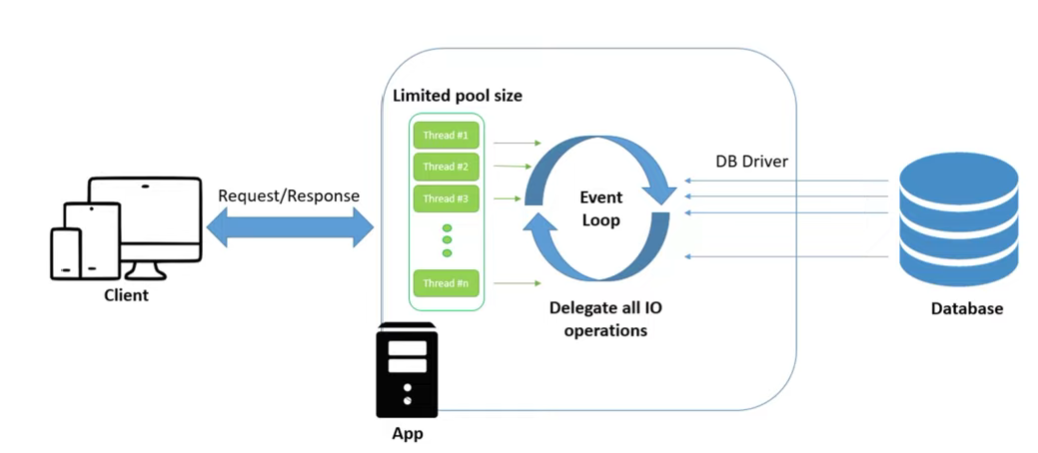 Limited pool size
Thread #1
Thread #2
Thread #3
Thread #n
Request/Response
Client
Event
Loop
Delegate all IO
operations
DB Driver
Database
App